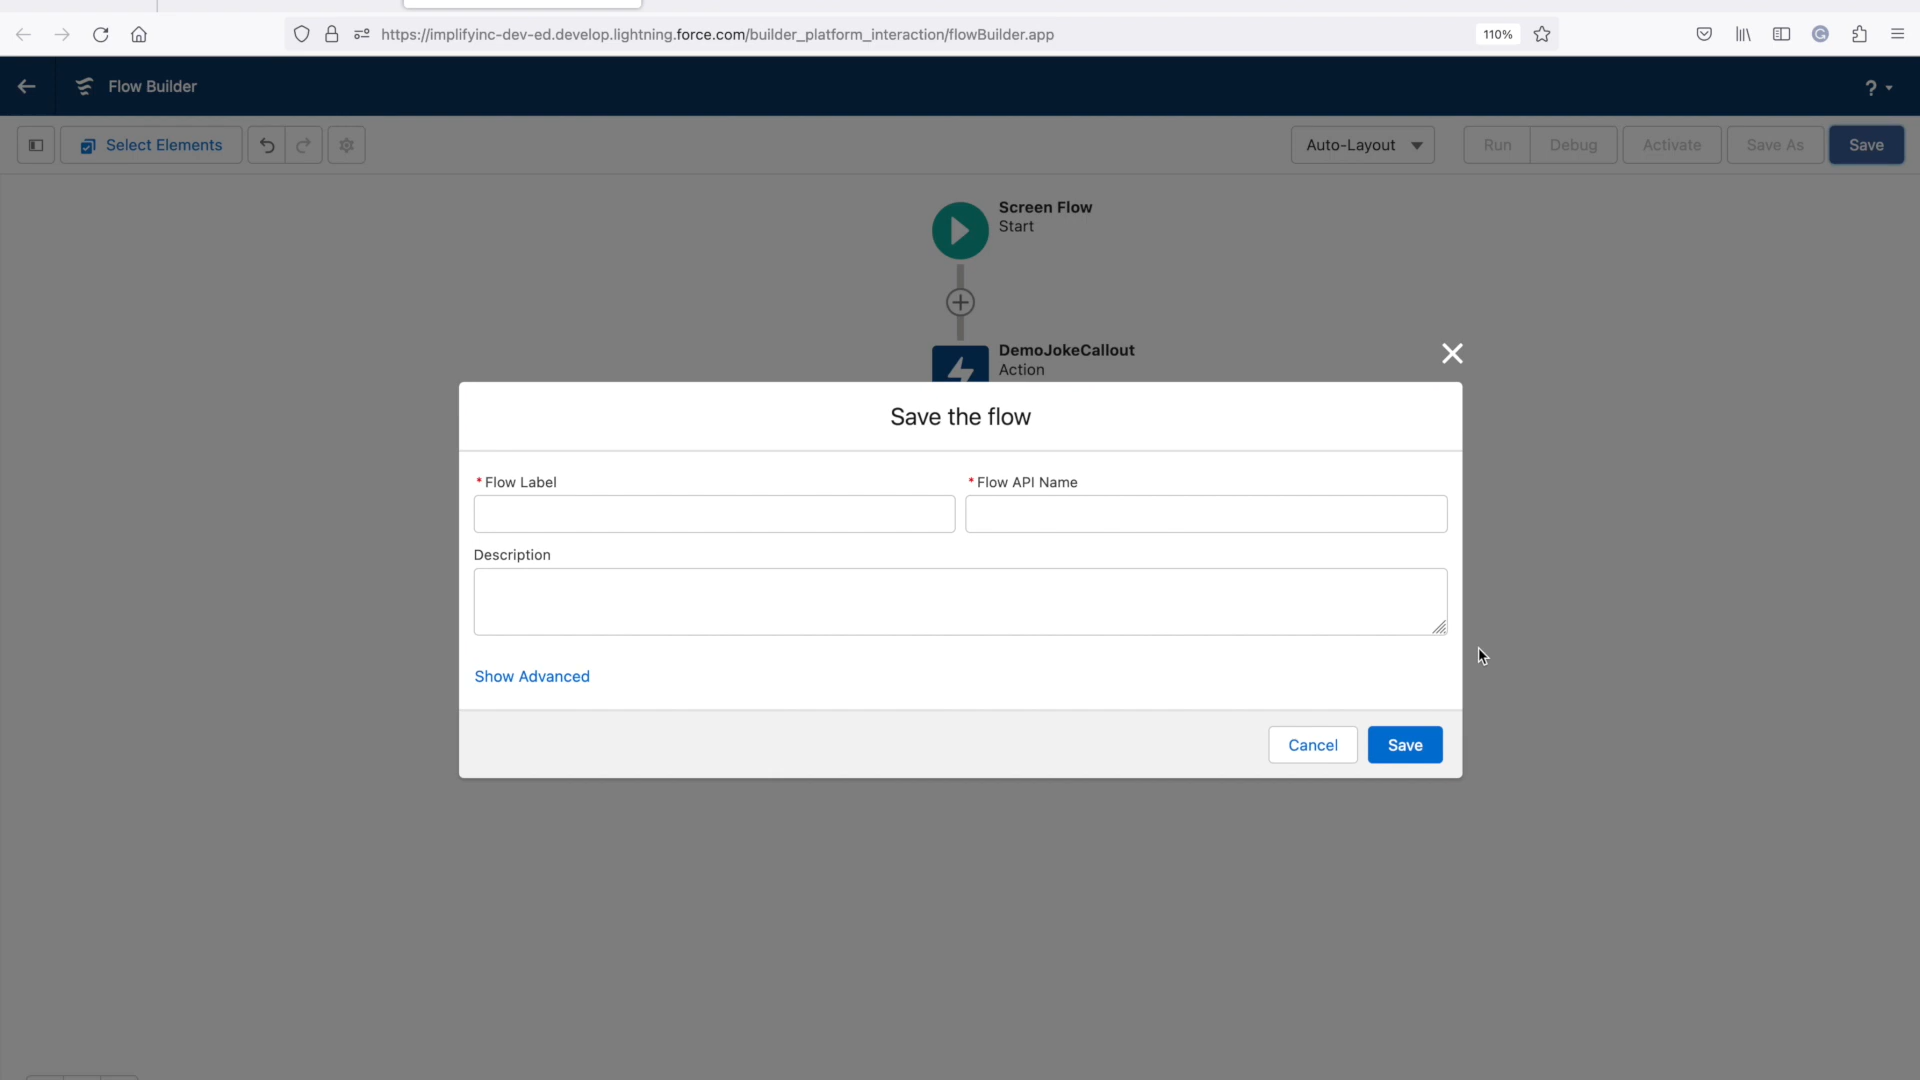 https://implifyinc-dev-ed.develop.lightning.force.com/builder_platform_interaction/flowBuilder.app
110%
Flow Builder
?
Select Elements
Auto-Layout
Run
Debug
Activate
Save As
Save
Screen Flow
Start
DemoJokeCallout
Action
Save the flow
* Flow Label
* Flow API Name
Description
Show Advanced
Cancel
Save